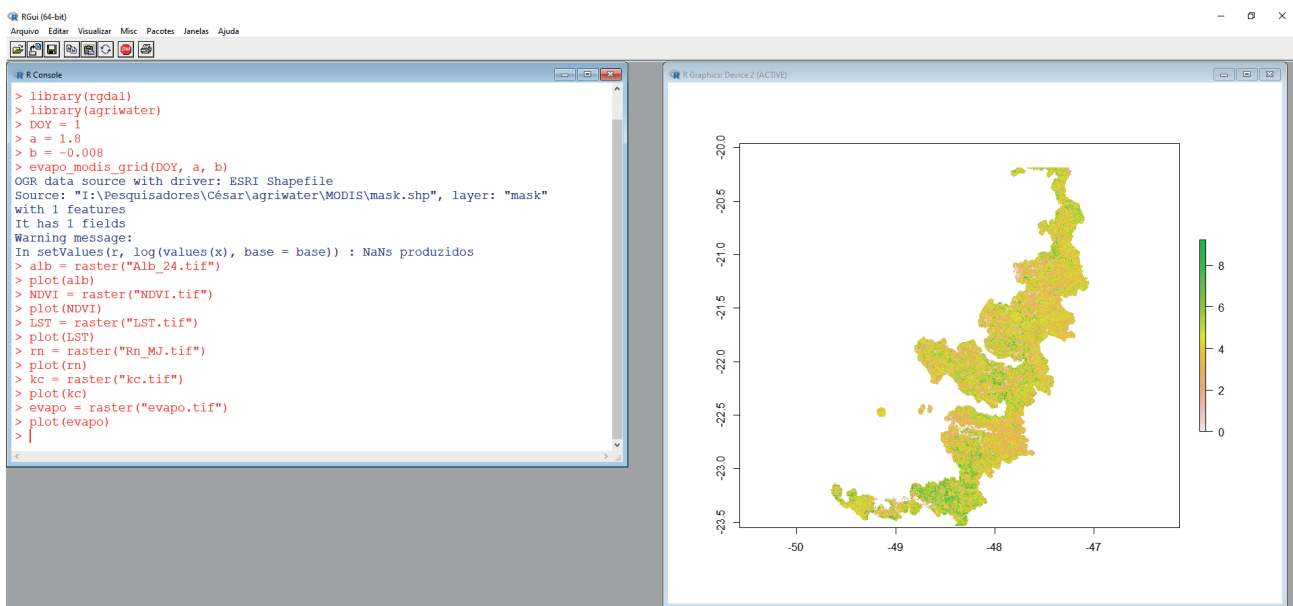 RGui (64-bit)
Arquivo Editar Visualizar Misc Pacotes Janelas Ajuda
STOP
R Console
> library(rgdal)
> library(agriwater)
> DOY = 1
> a = 1.8
> b = -0.008
> evapo_modis_grid(DOY, a, b)
OGR data source with driver: ESRI Shapefile
Source: "I:\Pesquisadores\César\agriwater\MODIS\mask.shp", layer: "mask"
with 1 features
It has 1 fields
Warning message:
In setValues(r, log(values(x), base = base)) : NaNs produzidos
> alb = raster("Alb_24.tif")
> plot(alb)
> NDVI = raster("NDVI.tif")
> plot(NDVI)
> LST = raster("LST.tif")
> plot(LST)
> rn = raster("Rn_MJ.tif")
> plot(rn)
> kc = raster("kc.tif")
> plot(kc)
> evapo = raster("evapo.tif")
> plot(evapo)
>
R Graphics: Device 2 (ACTIVE)
-20.0
-20.5
-21.0
-21.5
-22.0
-22.5
-23.0
-23.5
-50 -49 -48 -47
8
6
4
2
0